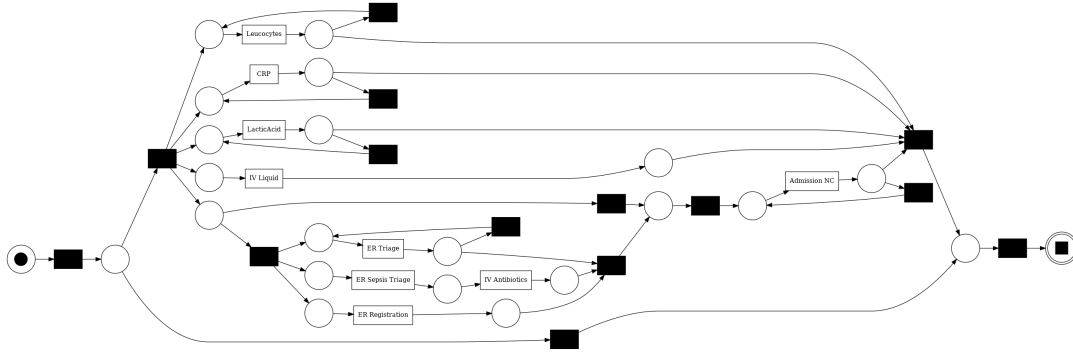 Leucocytes
CRP
LacticAcid
IV Liquid
Admission NC
ER Triage
ER Sepsis Triage
IV Antibiotics
ER Registration